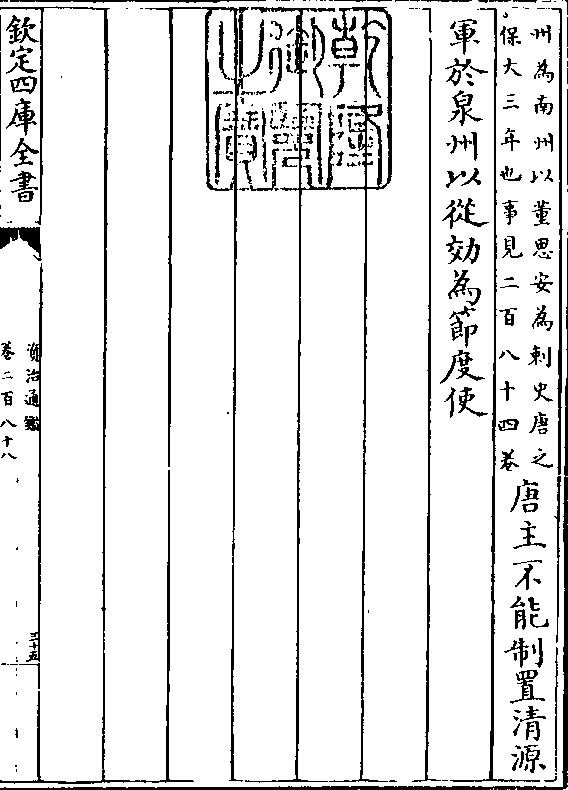 州為南州以董思安為刺史唐之
保大三年也事見二百八十四卷
唐主不能制置清源
軍於泉州以從効為節度使
乾隆御覽之寶
欽定四庫全書
資治通鑑
卷二百八十八
三十五